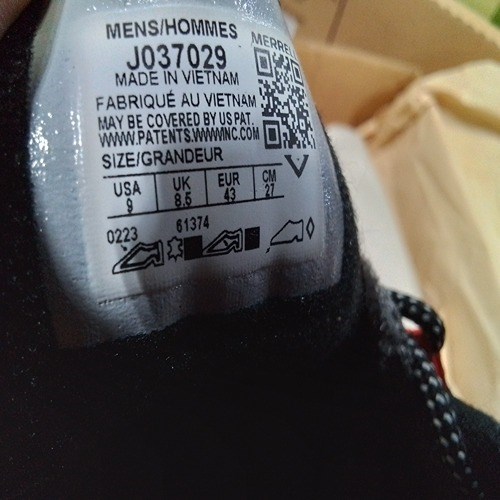 MENS/HOMMES
MERREL
J037029
MADE IN VIETNAM
FABRIQUÉ AU VIETNAM
MAY BE COVERED BY US PAT.
WWW.PATENTS.WWWINC.COM
SIZE/GRANDEUR
USA UK EUR CM
9 8.5 43 27
0223 61374